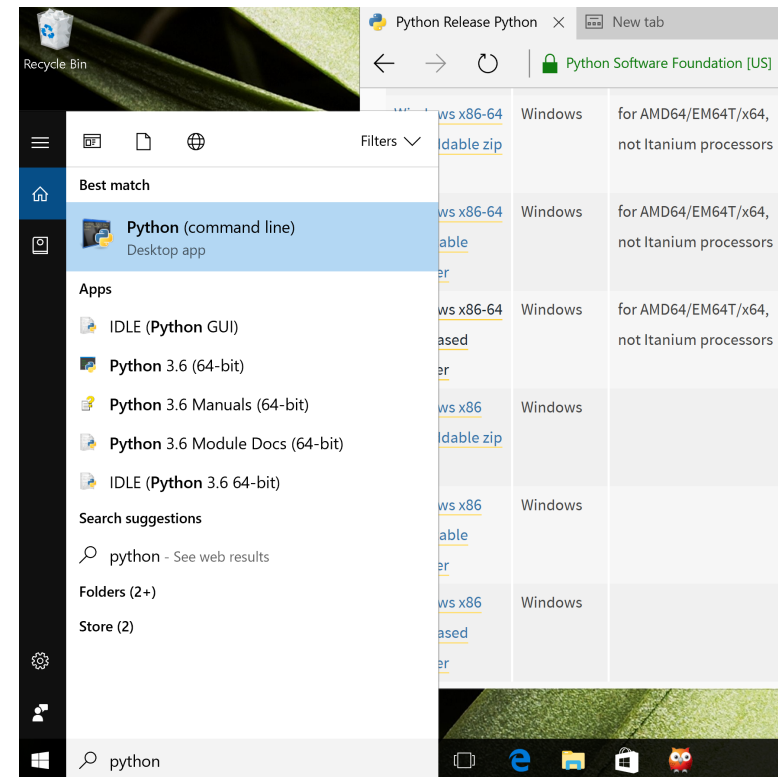 Recycle Bin
Python Release Python
New tab
Python Software Foundation [US]
Filters
Best match
Python (command line)
Desktop app
Apps
IDLE (Python GUI)
Python 3.6 (64-bit)
Python 3.6 Manuals (64-bit)
Python 3.6 Module Docs (64-bit)
IDLE (Python 3.6 64-bit)
Search suggestions
python - See web results
Folders (2+)
Store (2)
python
ws x86-64 Windows for AMD64/EM64T/x64,
ddable zip not Itanium processors
ws x86-64 Windows for AMD64/EM64T/x64,
able not Itanium processors
er
ws x86-64 Windows for AMD64/EM64T/x64,
ased not Itanium processors
er
ws x86 Windows
ddable zip
ws x86 Windows
able
er
ws x86 Windows
ased
er